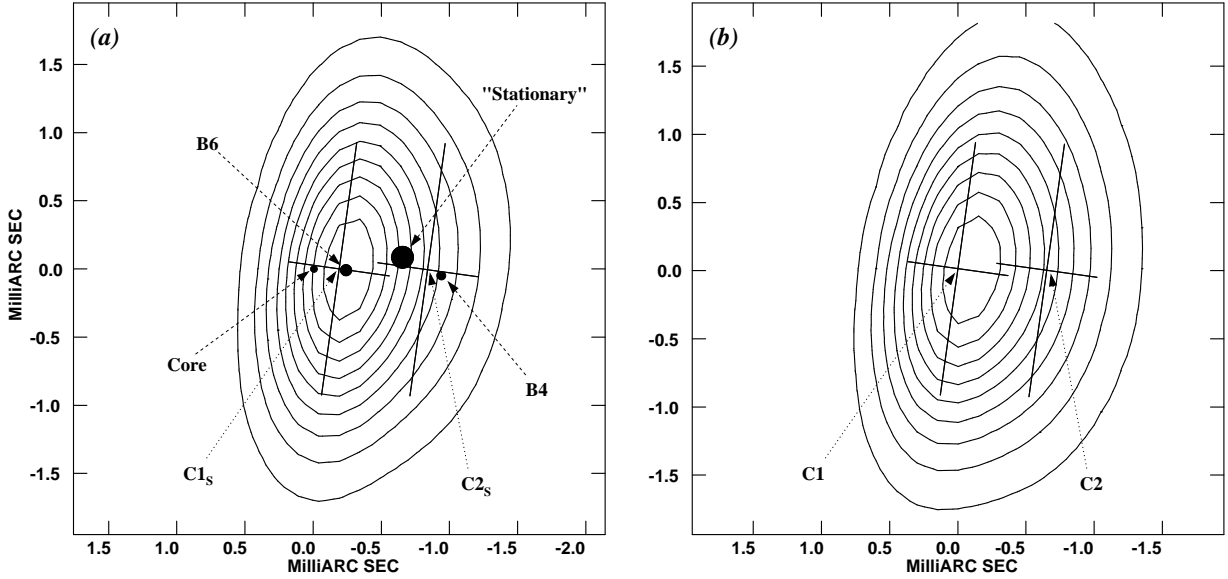 (a)
(b)
"Stationary"
B6
Core
B4
C1S
C2S
C1
C2
1.5
1.0
0.5
0.0
-0.5
-1.0
-1.5
MilliARC SEC
1.5 1.0 0.5 0.0 -0.5 -1.0 -1.5 -2.0
MilliARC SEC
1.5
1.0
0.5
0.0
-0.5
-1.0
-1.5
1.5 1.0 0.5 0.0 -0.5 -1.0 -1.5
MilliARC SEC